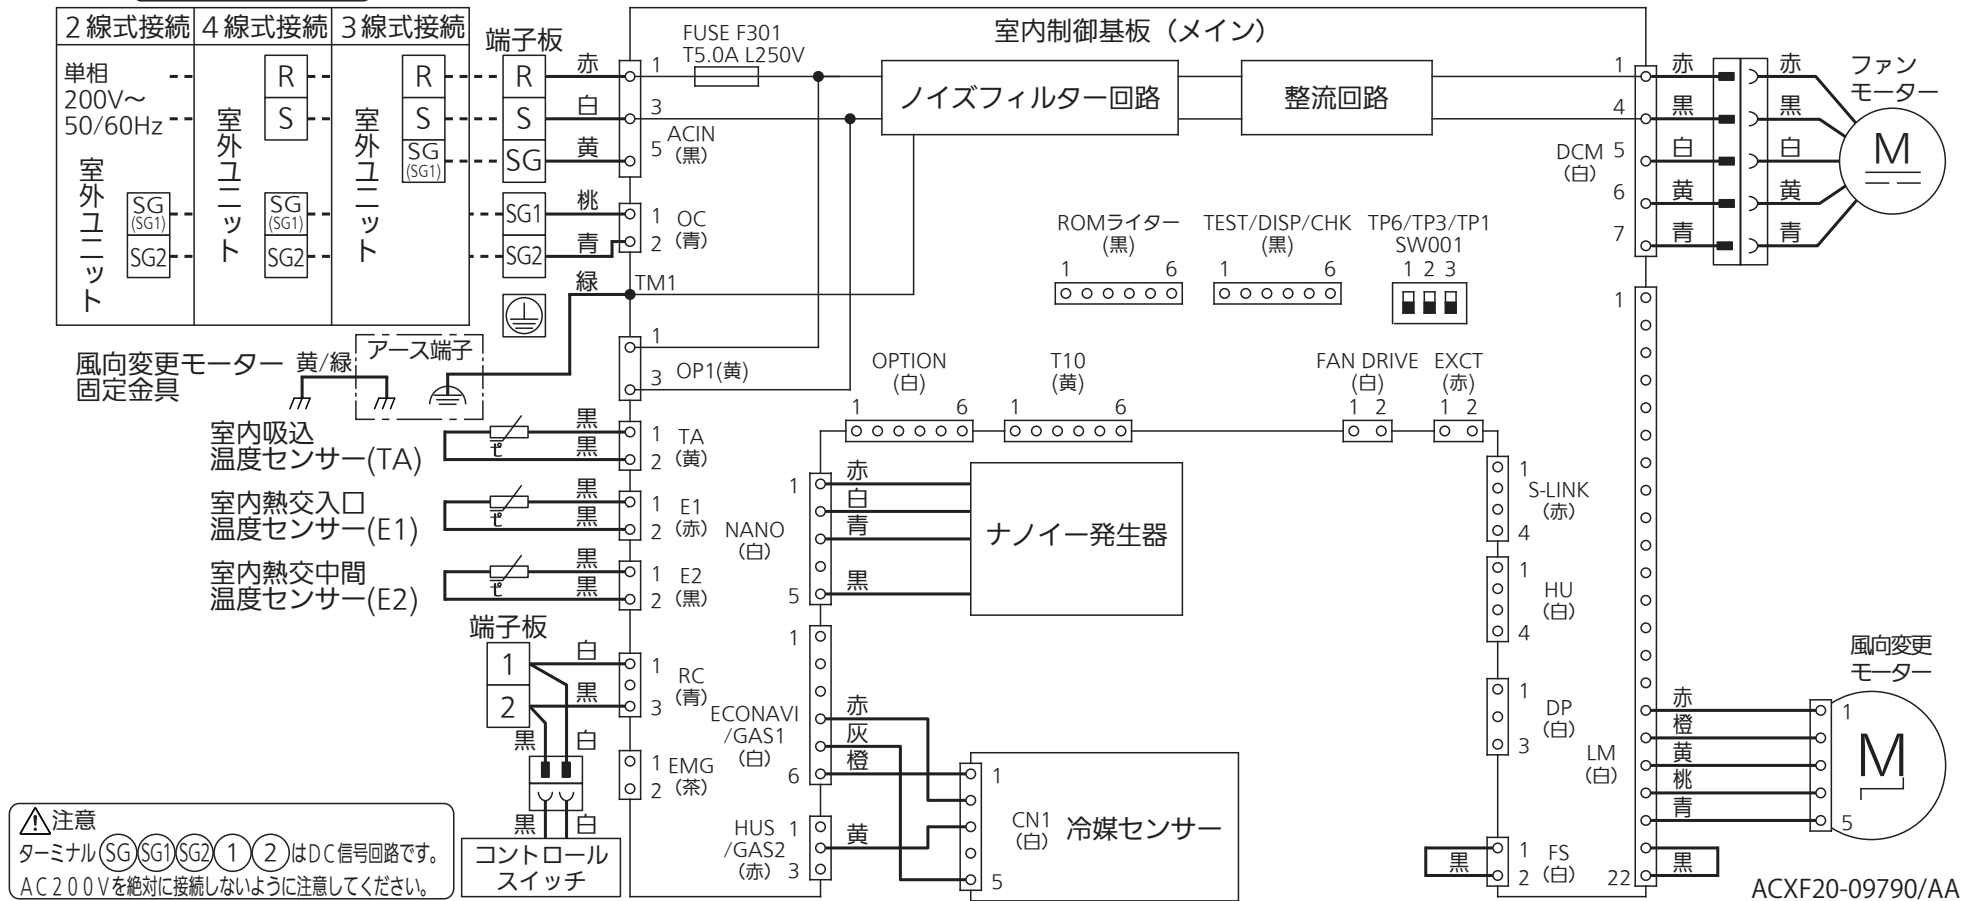 2線式接続
4線式接続
3線式接続
単相
200V～
50/60Hz
室外ユニット
SG
(SG1)
SG2
R
S
室外ユニット
SG
(SG1)
SG2
室外ユニット
R
S
SG
(SG1)
端子板
R
S
SG
SG1
SG2
赤
白
黄
桃
青
緑
1
3
5
ACIN
(黒)
1
2
OC
(青)
TM1
1
3
OP1(黄)
FUSE F301
T5.0A L250V
室内制御基板（メイン）
ノイズフィルター回路
整流回路
1
4
5
6
7
DCM
(白)
赤
黒
白
黄
青
赤
黒
白
黄
青
ファン
モーター
M
ROMライター
(黒)
1 6
TEST/DISP/CHK
(黒)
1 6
TP6/TP3/TP1
SW001
1 2 3
風向変更モーター
固定金具
黄/緑
アース端子
OPTION
(白)
1 6
T10
(黄)
1 6
FAN DRIVE
(白)
1 2
EXCT
(赤)
1 2
室内吸込
温度センサー(TA)
t°
黒
黒
1
2
TA
(黄)
室内熱交入口
温度センサー(E1)
t°
黒
黒
1
2
E1
(赤)
室内熱交中間
温度センサー(E2)
t°
黒
黒
1
2
E2
(黒)
NANO
(白)
1
5
赤
白
青
黒
ナノイー発生器
1
4
S-LINK
(赤)
1
4
HU
(白)
1
3
DP
(白)
端子板
1
2
白
黒
1
3
RC
(青)
黒
白
1
2
EMG
(茶)
黒
白
コントロール
スイッチ
ECONAVI
/GAS1
(白)
1
6
赤
灰
橙
HUS
/GAS2
(赤)
1
3
黄
1
5
CN1
(白)
冷媒センサー
黒
1
2
FS
(白)
1
22
LM
(白)
赤
橙
黄
桃
青
黒
1
5
風向変更
モーター
M
⚠注意
ターミナル(SG)(SG1)(SG2)(1)(2)はDC信号回路です。
AC200Vを絶対に接続しないように注意してください。
ACXF20-09790/AA